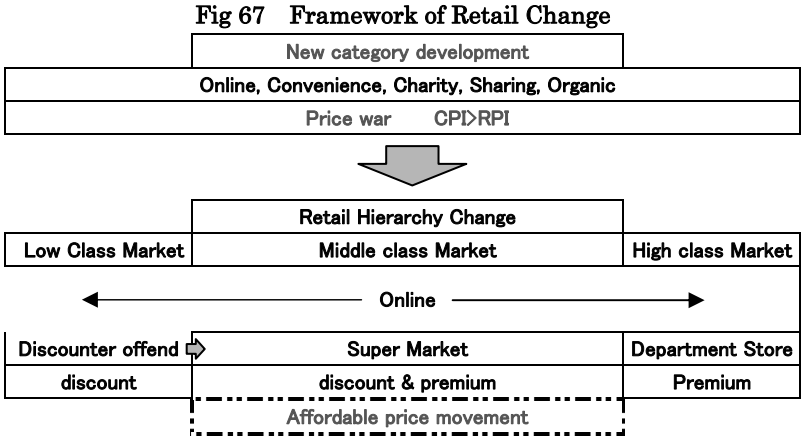 Fig 67 Framework of Retail Change
New category development
Online, Convenience, Charity, Sharing, Organic
Price war CPI>RPI
Retail Hierarchy Change
Low Class Market Middle class Market High class Market
Online
Discounter offend Super Market Department Store
discount discount & premium Premium
Affordable price movement